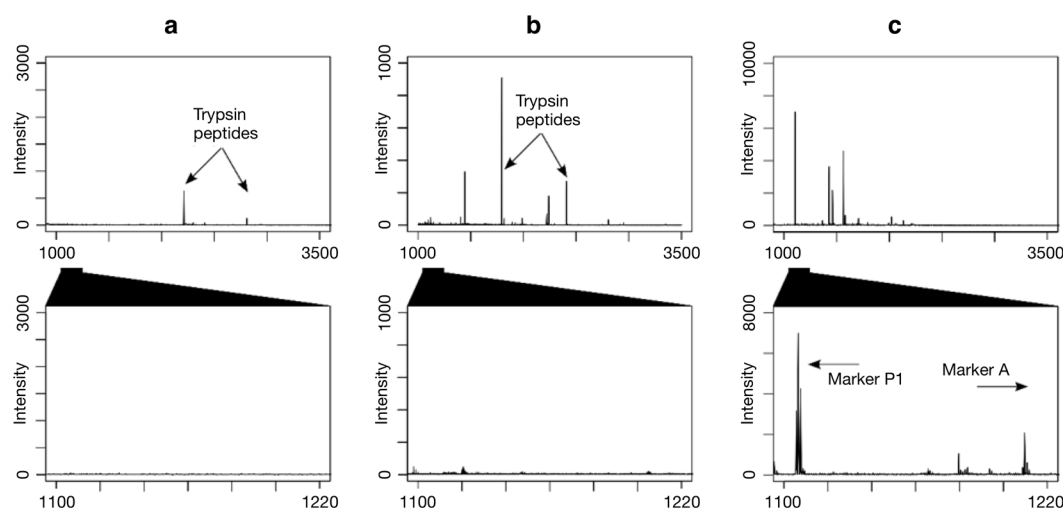 a
b
c
3000
Intensity
0
Trypsin
peptides
1000
3500
1000
Intensity
0
Trypsin
peptides
1000
3500
10000
Intensity
0
1000
3500
3000
Intensity
0
1100
1220
1000
Intensity
0
1100
1220
8000
Intensity
0
Marker P1
Marker A
1100
1220